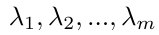 λ₁, λ₂, ..., λₘ